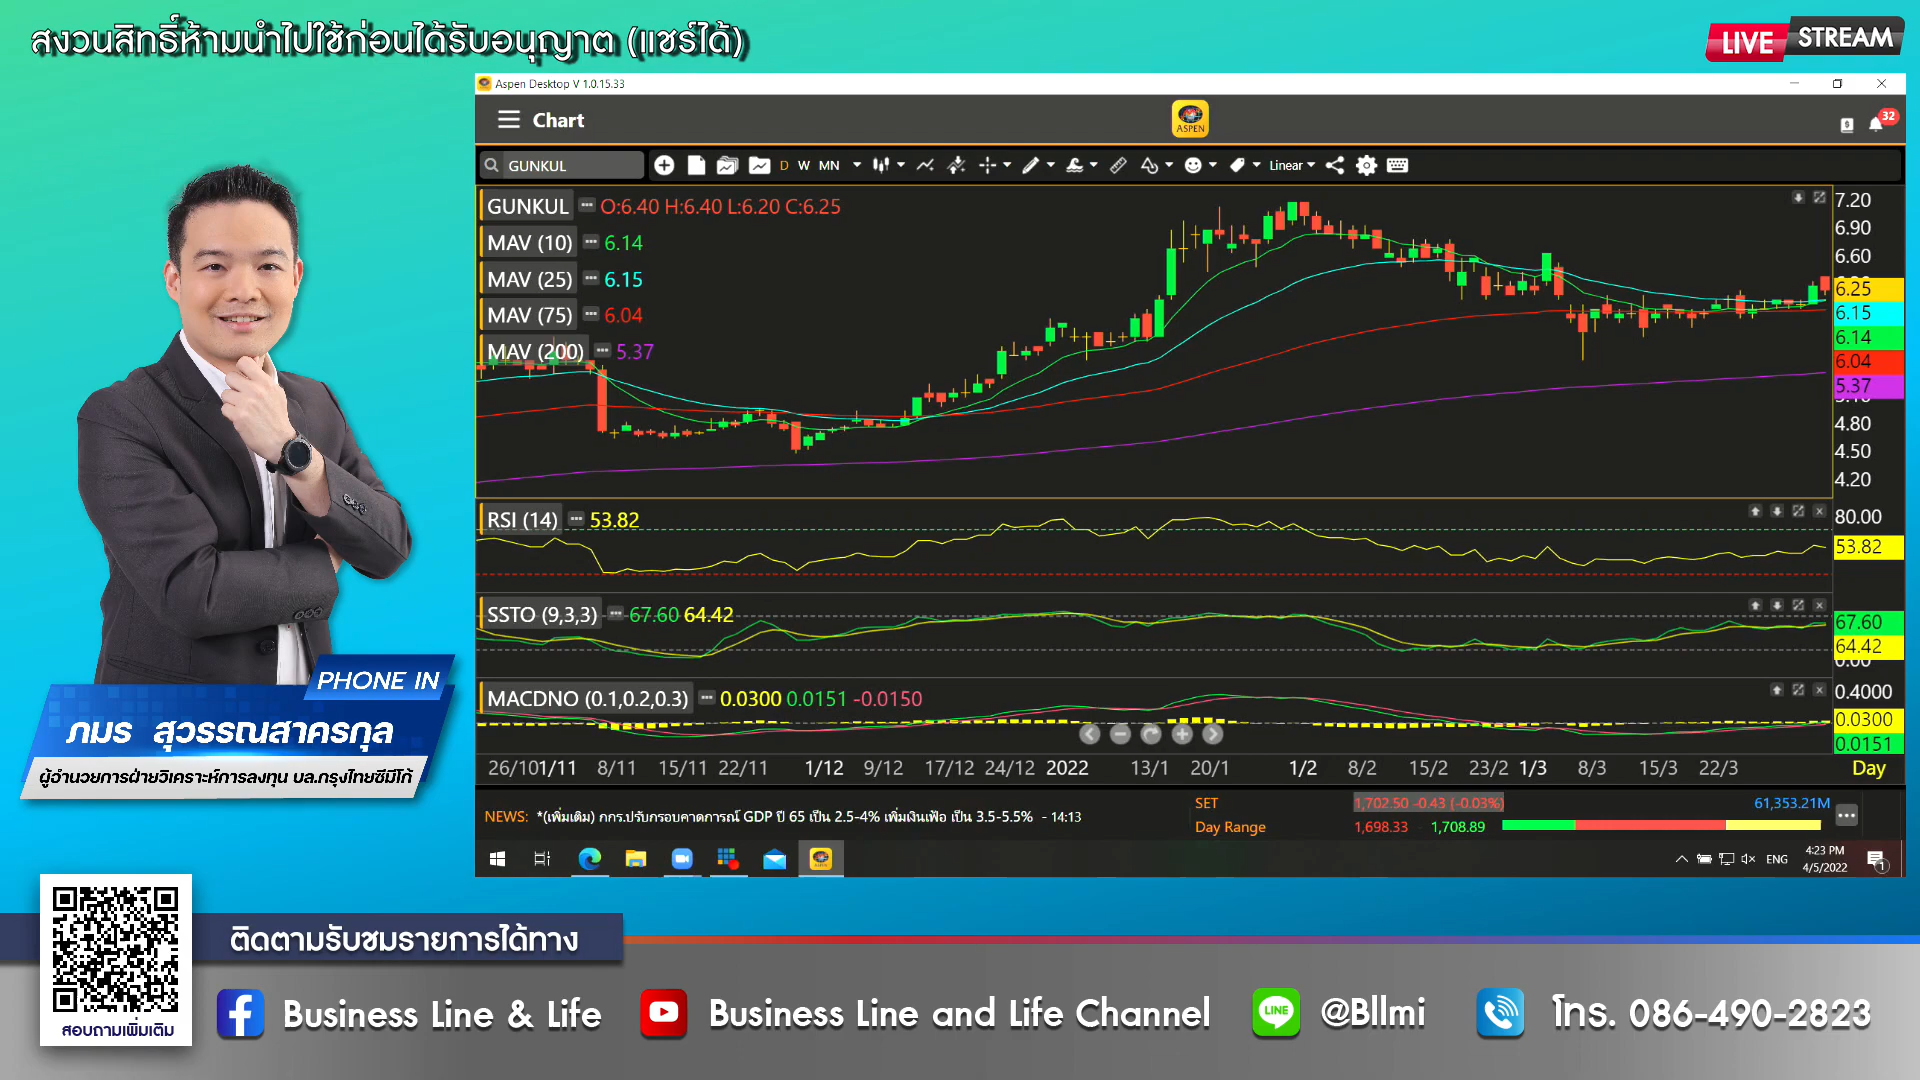 สงวนสิทธิ์ห้ามนำไปใช้ก่อนได้รับอนุญาต (แชร์ได้)
LIVE STREAM
Aspen Desktop V 1.0.15.33
Chart
ASPEN
32
GUNKUL
D W MN
Linear
GUNKUL O:6.40 H:6.40 L:6.20 C:6.25
MAV (10) 6.14
MAV (25) 6.15
MAV (75) 6.04
MAV (200) 5.37
7.20
6.90
6.60
6.25
6.15
6.14
6.04
5.37
4.80
4.50
4.20
RSI (14) 53.82
80.00
53.82
SSTO (9,3,3) 67.60 64.42
67.60
64.42
0.00
MACDNO (0.1,0.2,0.3) 0.0300 0.0151 -0.0150
0.4000
0.0300
0.0151
26/10 1/11 8/11 15/11 22/11 1/12 9/12 17/12 24/12 2022 13/1 20/1 1/2 8/2 15/2 23/2 1/3 8/3 15/3 22/3 Day
NEWS: *(เพิ่มเติม) กกร.ปรับกรอบคาดการณ์ GDP ปี 65 เป็น 2.5-4% เพิ่มเงินเฟ้อ เป็น 3.5-5.5% - 14:13
SET 1,702.50 -0.43 (-0.03%) 61,353.21M
Day Range 1,698.33 - 1,708.89
ENG
4:23 PM
4/5/2022
1
PHONE IN
ภมร สุวรรณสาครกุล
ผู้อำนวยการฝ่ายวิเคราะห์การลงทุน บล.กรุงไทยซีมิโก้
สอบถามเพิ่มเติม
ติดตามรับชมรายการได้ทาง
Business Line & Life
Business Line and Life Channel
LINE
@Bllmi
โทร. 086-490-2823